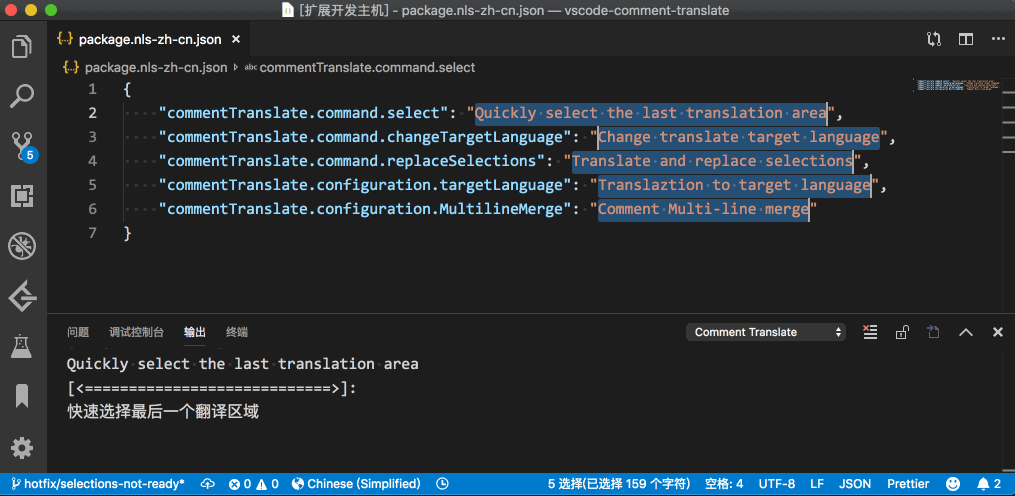 [扩展开发主机] - package.nls-zh-cn.json — vscode-comment-translate
{..} package.nls-zh-cn.json ×
{..} package.nls-zh-cn.json › abc commentTranslate.command.select
1 {
2 ····"commentTranslate.command.select":·"Quickly·select·the·last·translation·area",
3 ····"commentTranslate.command.changeTargetLanguage":·"Change·translate·target·language",
4 ····"commentTranslate.command.replaceSelections":·"Translate·and·replace·selections",
5 ····"commentTranslate.configuration.targetLanguage":·"Translaztion·to·target·language",
6 ····"commentTranslate.configuration.MultilineMerge":·"Comment·Multi-line·merge"
7 }
5
问题 调试控制台 输出 终端 Comment Translate
Quickly·select·the·last·translation·area
[<============================>]:
快速选择最后一个翻译区域
hotfix/selections-not-ready* 0 0 Chinese (Simplified) 5 选择(已选择 159 个字符) 空格: 4 UTF-8 LF JSON Prettier 2